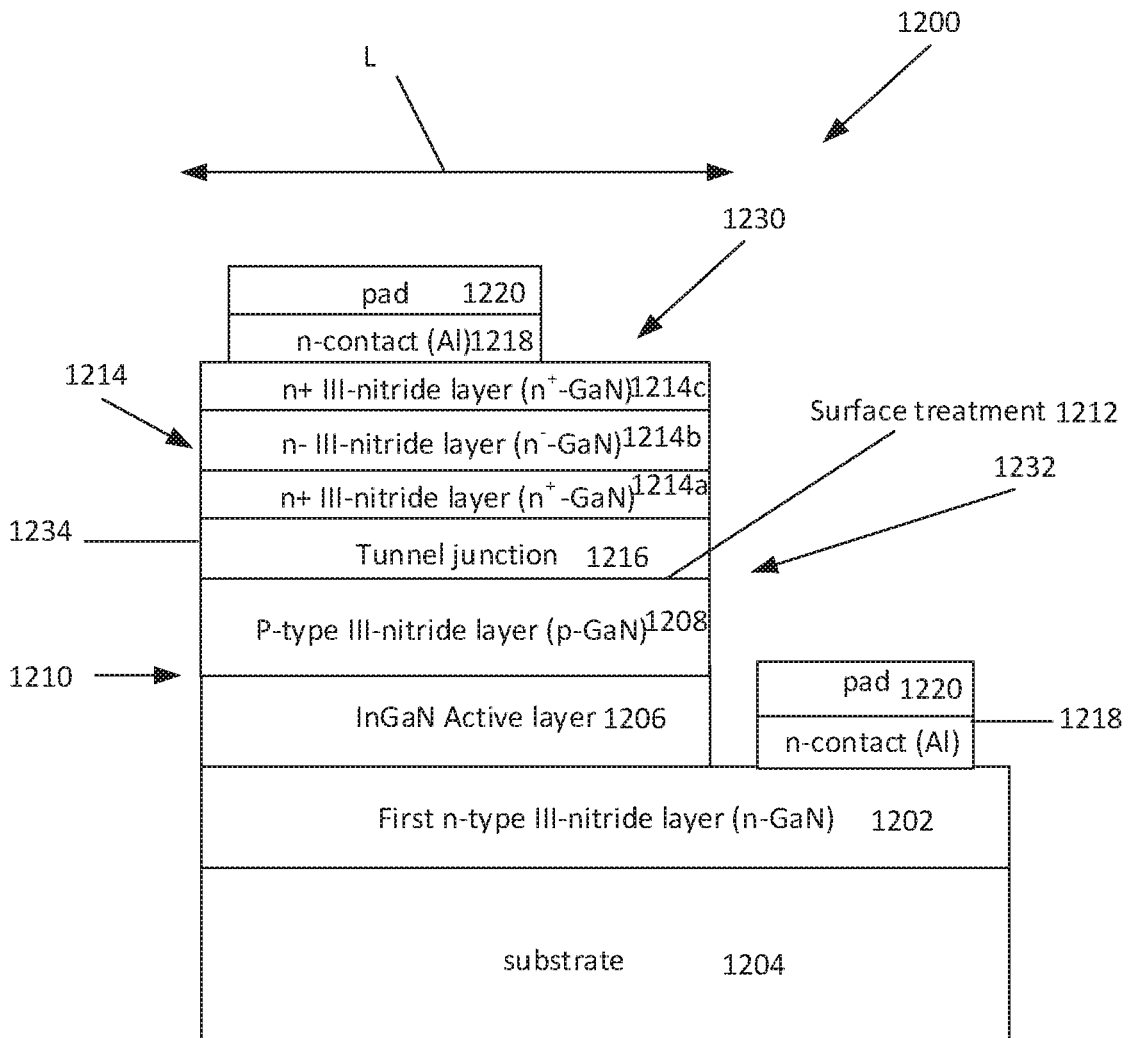 1200
L
1230
pad 1220
n-contact (Al)1218
1214
n+ III-nitride layer (n⁺-GaN)1214c
Surface treatment 1212
n- III-nitride layer (n⁻-GaN)1214b
1232
n+ III-nitride layer (n⁺-GaN)1214a
1234
Tunnel junction 1216
P-type III-nitride layer (p-GaN)1208
1210
pad 1220
InGaN Active layer 1206
1218
n-contact (Al)
First n-type III-nitride layer (n-GaN) 1202
substrate 1204